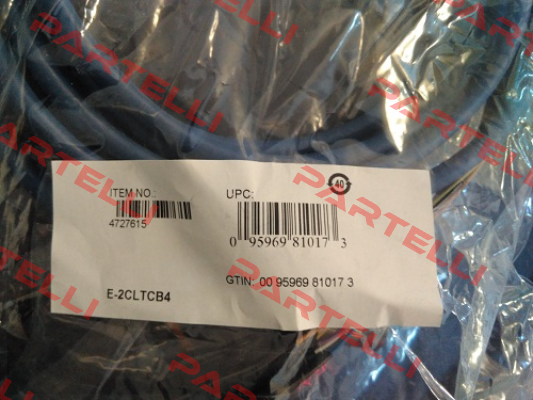 PARTELLI
PARTELLI
PARTELLI
ITEM NO.:
4727615
E-2CLTCB4
UPC:
0 95969 81017 3
GTIN: 00 95969 81017 3
40
PARTELLI
PARTELLI